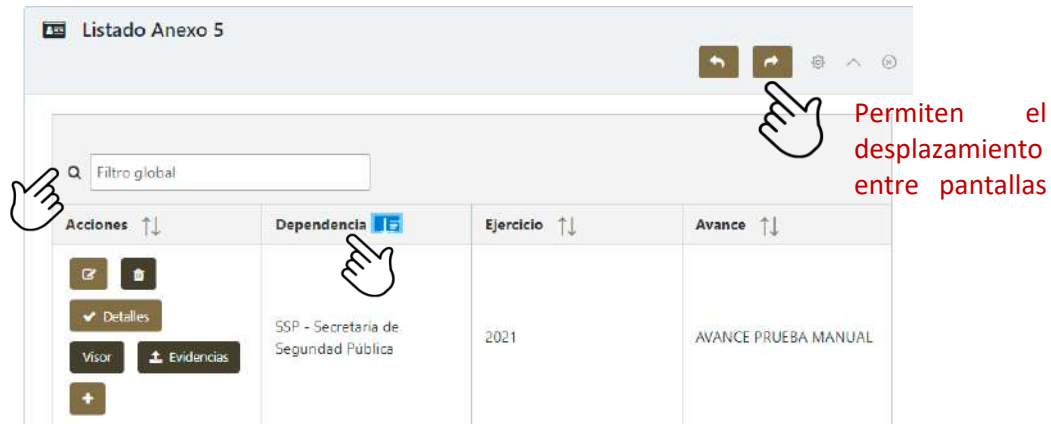 Listado Anexo 5
Permiten el
desplazamiento
entre pantallas
Filtro global
Acciones Dependencia Ejercicio Avance
Detalles
SSP - Secretaria de
Seguridad Pública
2021
AVANCE PRUEBA MANUAL
Visor Evidencias